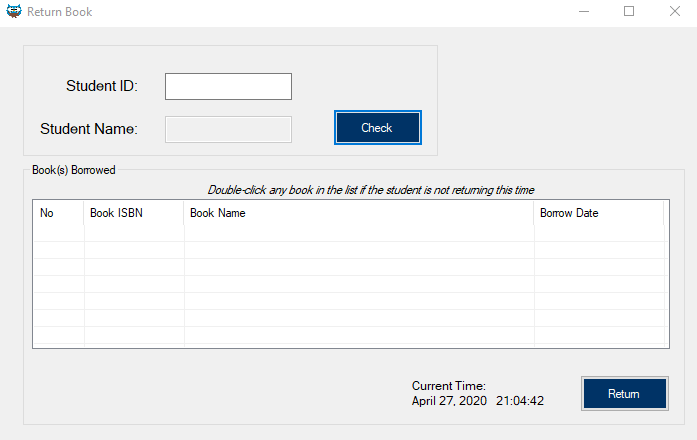 Return Book
Student ID:
Student Name:
Check
Book(s) Borrowed
Double-click any book in the list if the student is not returning this time
No Book ISBN Book Name Borrow Date
Current Time:
April 27, 2020 21:04:42
Return